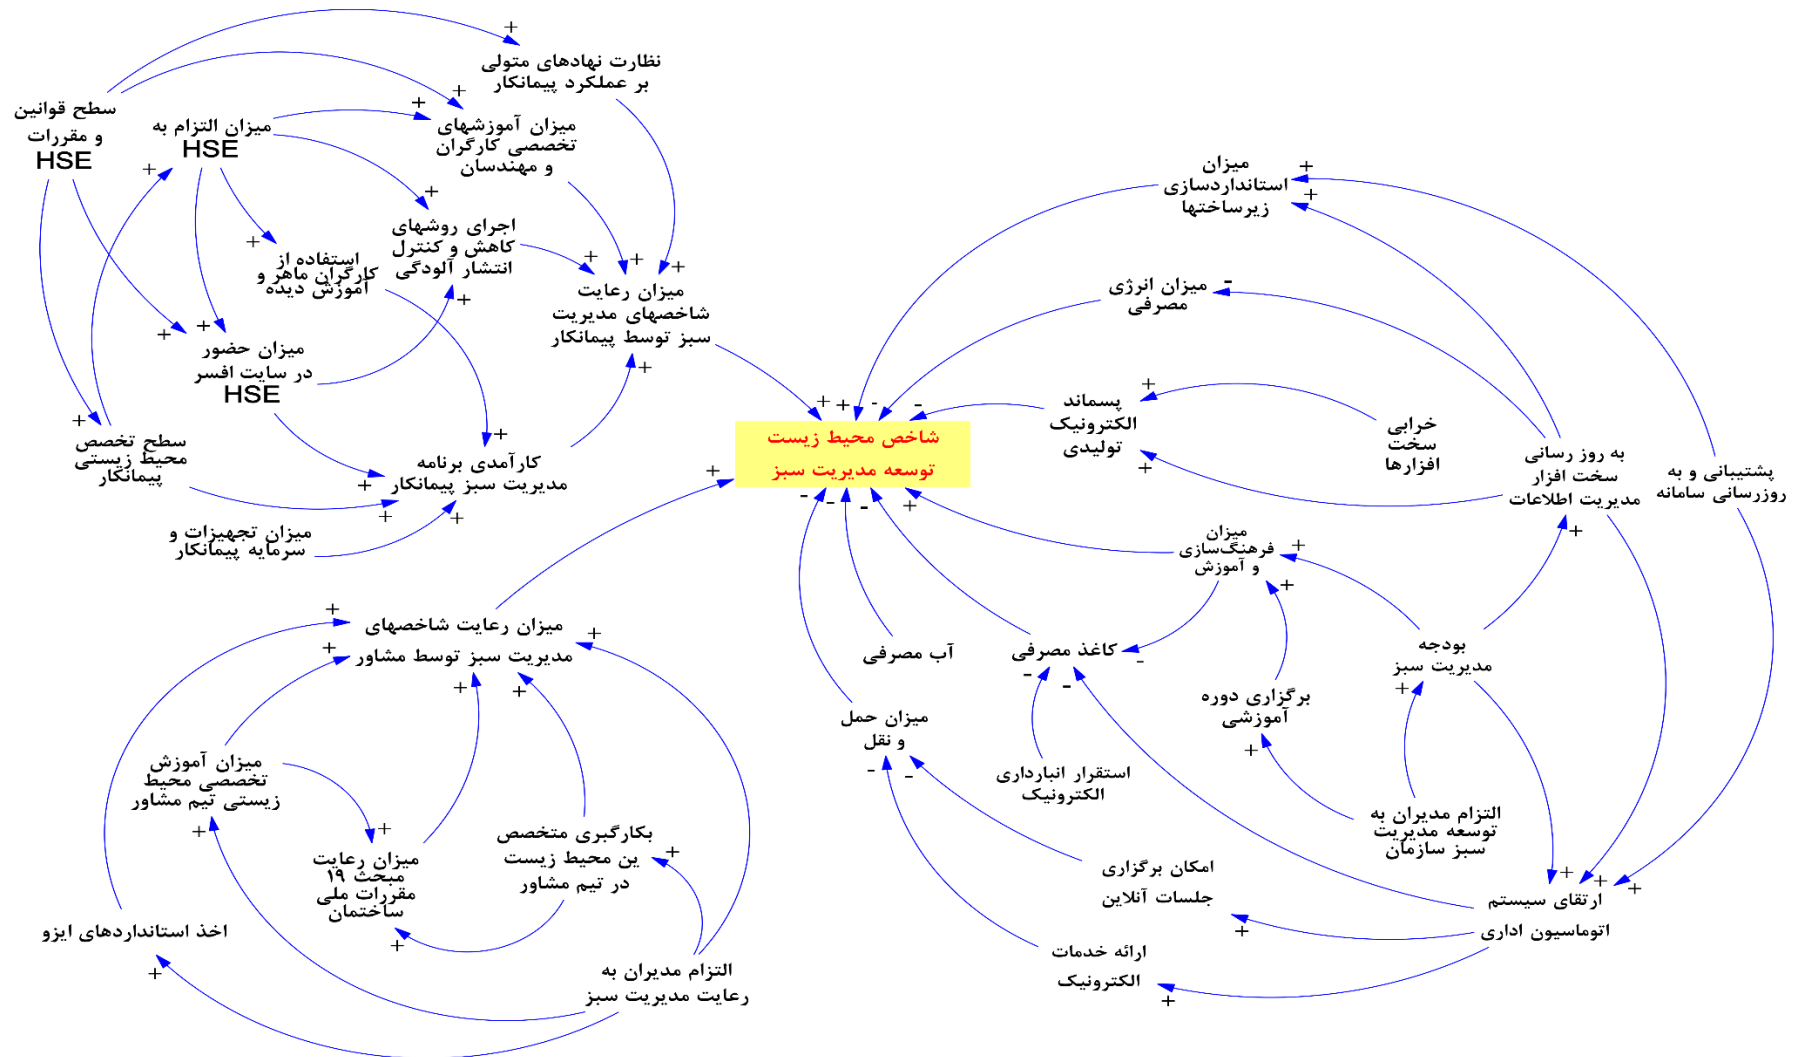 نظارت نهادهای متولی
بر عملکرد پیمانکار
سطح قوانین
و مقررات
HSE
میزان التزام به
HSE
میزان آموزشهای
تخصصی کارگران
و مهندسان
اجرای روشهای
کاهش و کنترل
انتشار آلودگی
استفاده از
کارگران ماهر و
آموزش دیده
میزان رعایت
شاخصهای مدیریت
سبز توسط پیمانکار
میزان حضور
در سایت افسر
HSE
سطح تخصص
محیط زیستی
پیمانکار
کارآمدی برنامه
مدیریت سبز پیمانکار
میزان تجهیزات و
سرمایه پیمانکار
شاخص محیط زیست
توسعه مدیریت سبز
میزان
استانداردسازی
زیرساختها
میزان انرژی
مصرفی
پسماند
الکترونیک
تولیدی
خرابی
سخت
افزارها
به روز رسانی
سخت افزار
مدیریت اطلاعات
پشتیبانی و به
روزرسانی سامانه
میزان
فرهنگ‌سازی
و آموزش
بودجه
مدیریت سبز
برگزاری دوره
آموزشی
کاغذ مصرفی
آب مصرفی
میزان حمل
و نقل
استقرار انبارداری
الکترونیک
التزام مدیران به
توسعه مدیریت
سبز سازمان
امکان برگزاری
جلسات آنلاین
ارائه خدمات
الکترونیک
ارتقای سیستم
اتوماسیون اداری
میزان رعایت شاخصهای
مدیریت سبز توسط مشاور
میزان آموزش
تخصصی محیط
زیستی تیم مشاور
میزان رعایت
مبحث ۱۹
مقررات ملی
ساختمان
بکارگیری متخصص
ین محیط زیست
در تیم مشاور
اخذ استانداردهای ایزو
التزام مدیران به
رعایت مدیریت سبز